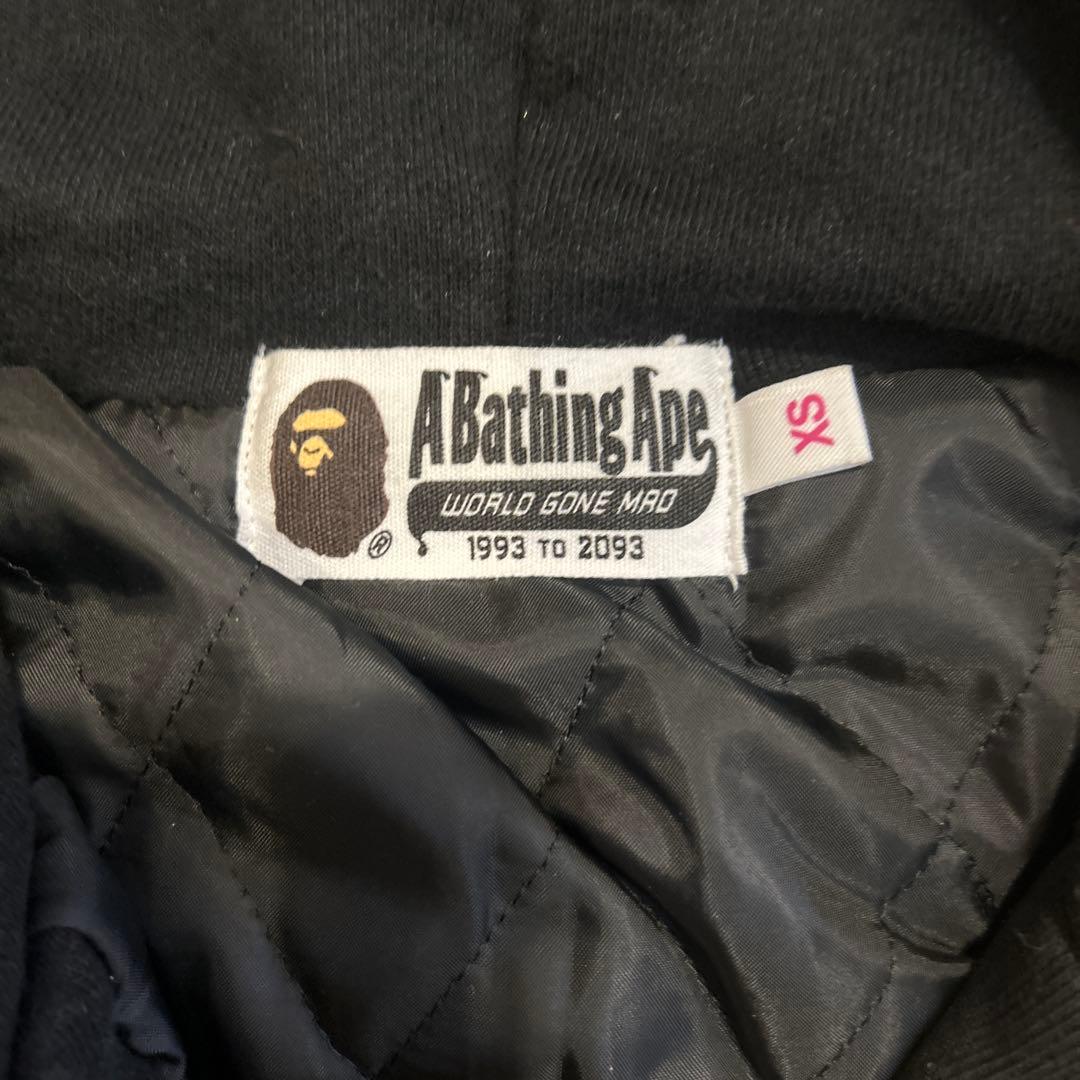 A Bathing Ape
WORLD GONE MAD
1993 TO 2093
®
XS